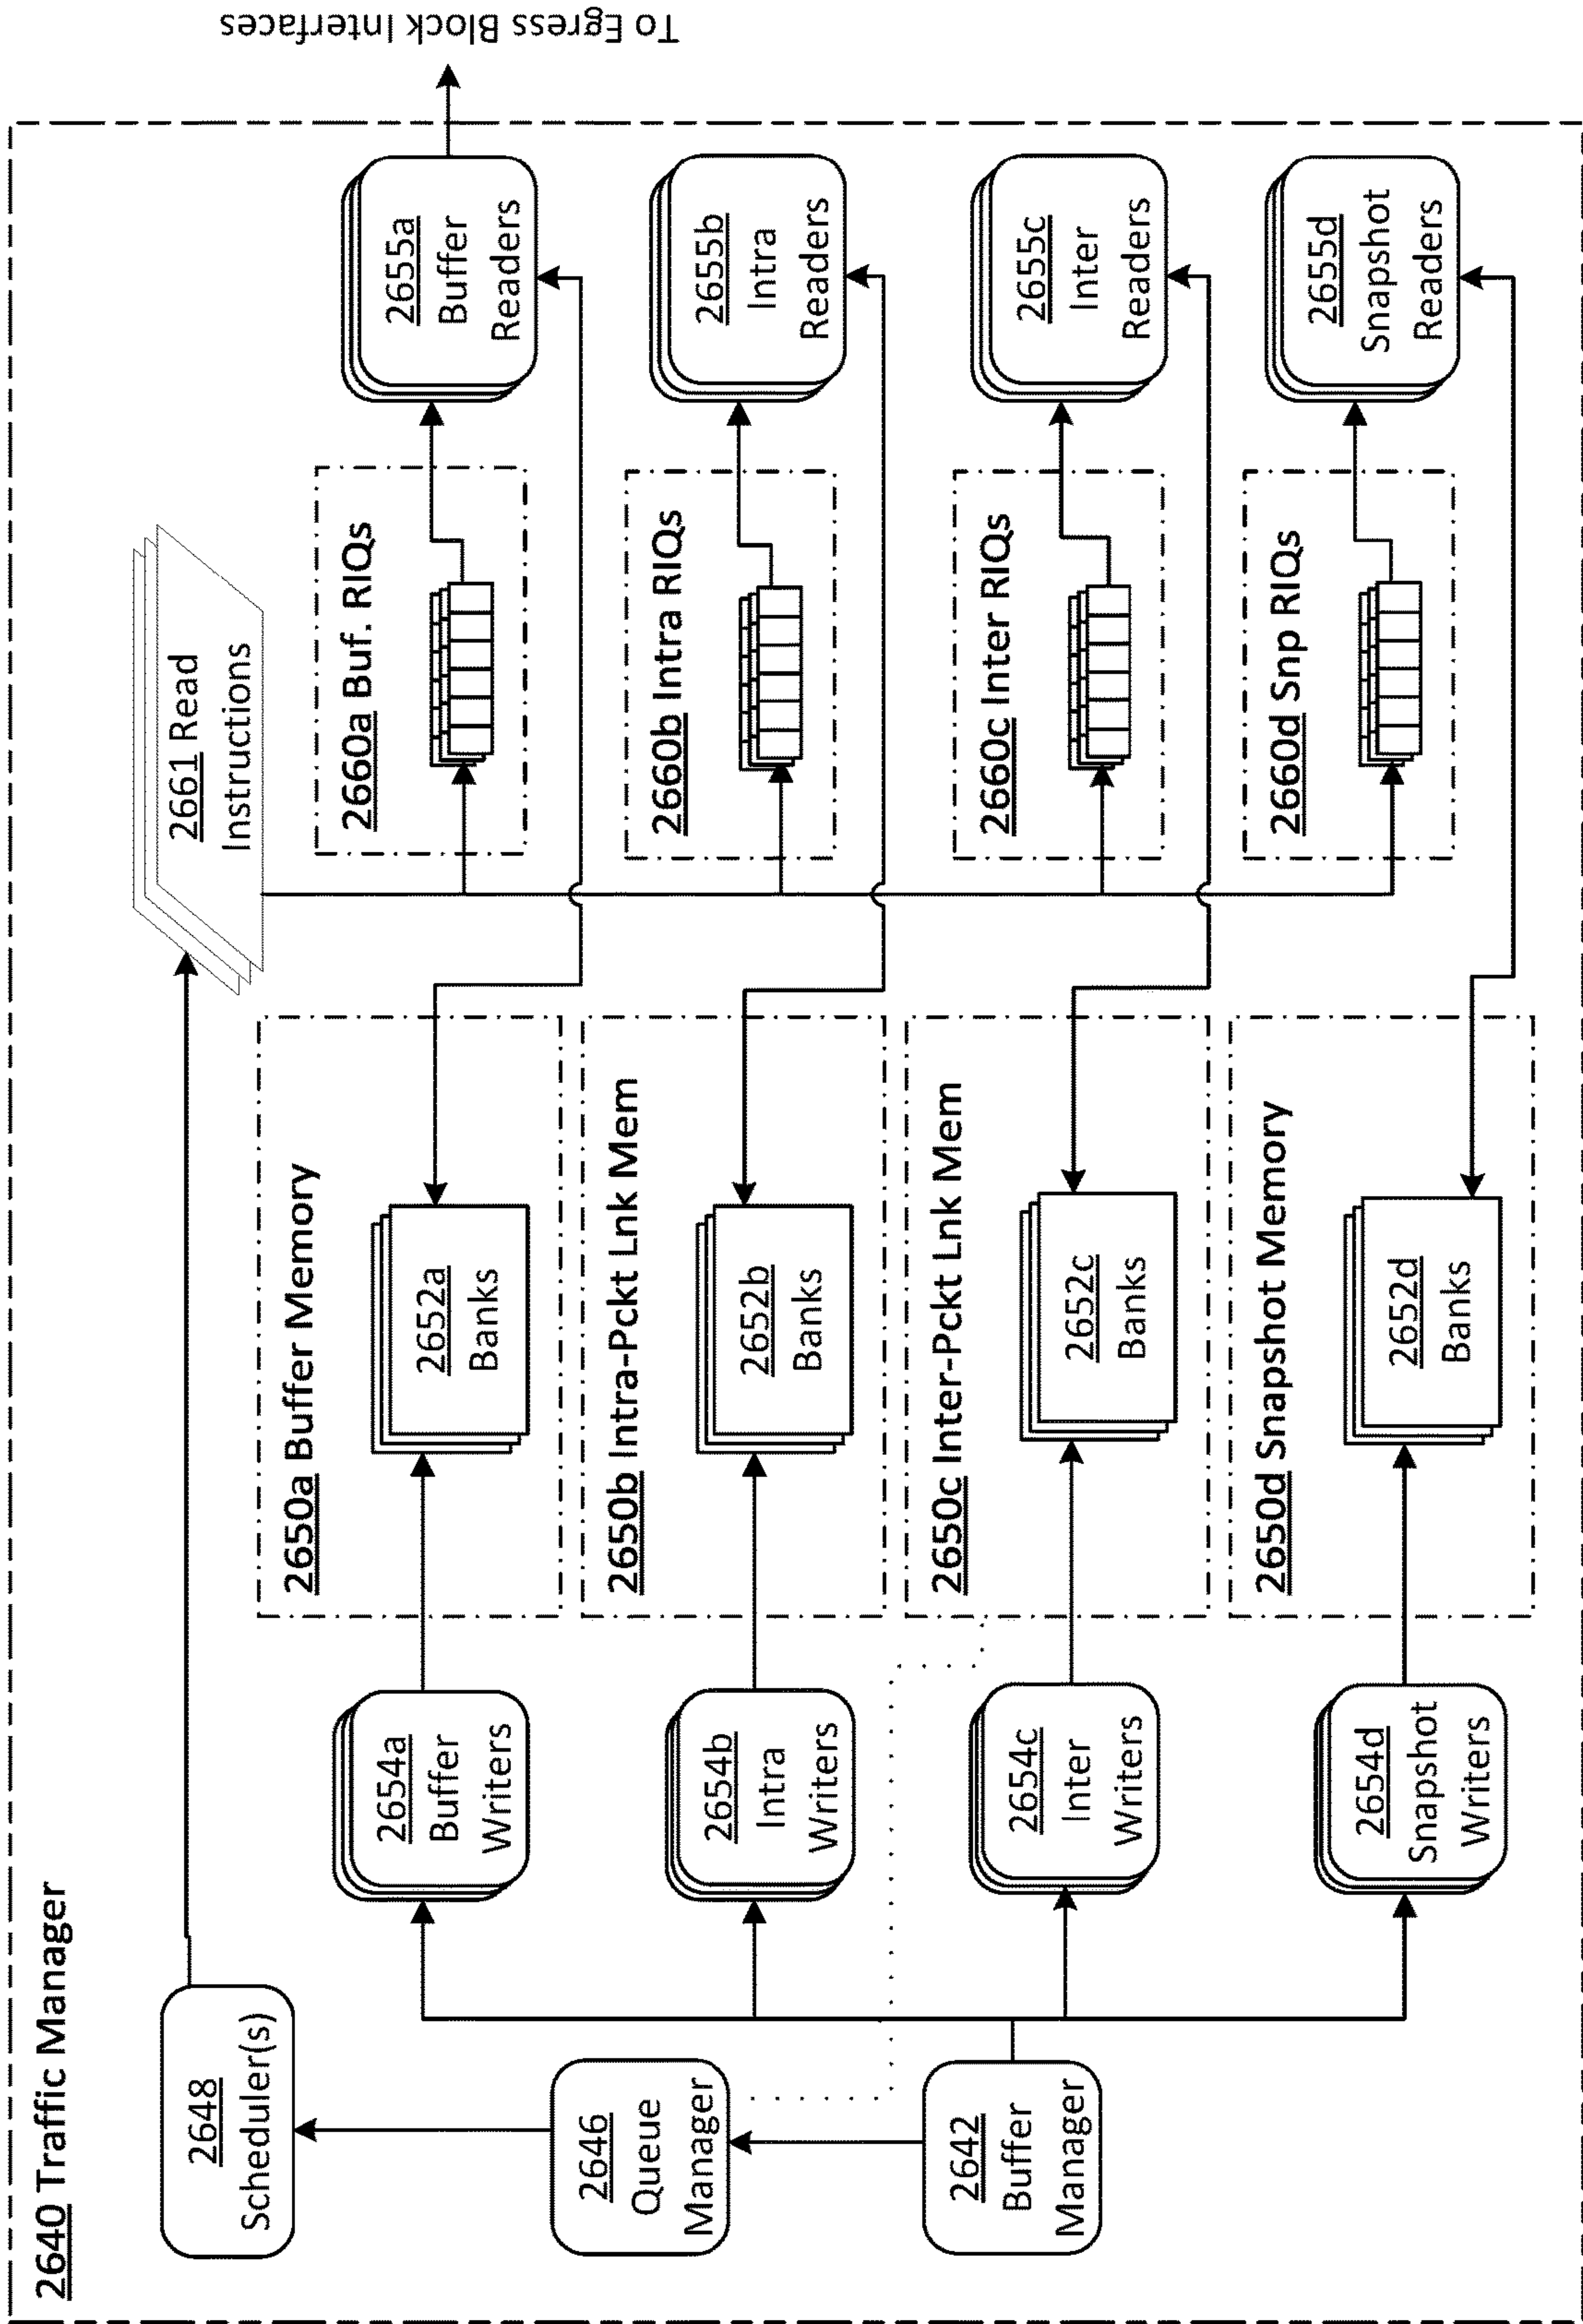 2640 Traffic Manager
2648
Scheduler(s)
2646
Queue
Manager
2642
Buffer
Manager
2654a
Buffer
Writers
2654b
Intra
Writers
2654c
Inter
Writers
2654d
Snapshot
Writers
2650a Buffer Memory
2652a
Banks
2650b Intra-Pckt Lnk Mem
2652b
Banks
2650c Inter-Pckt Lnk Mem
2652c
Banks
2650d Snapshot Memory
2652d
Banks
2661 Read
Instructions
2660a Buf. RIQs
2660b Intra RIQs
2660c Inter RIQs
2660d Snp RIQs
2655a
Buffer
Readers
2655b
Intra
Readers
2655c
Inter
Readers
2655d
Snapshot
Readers
To Egress Block Interfaces